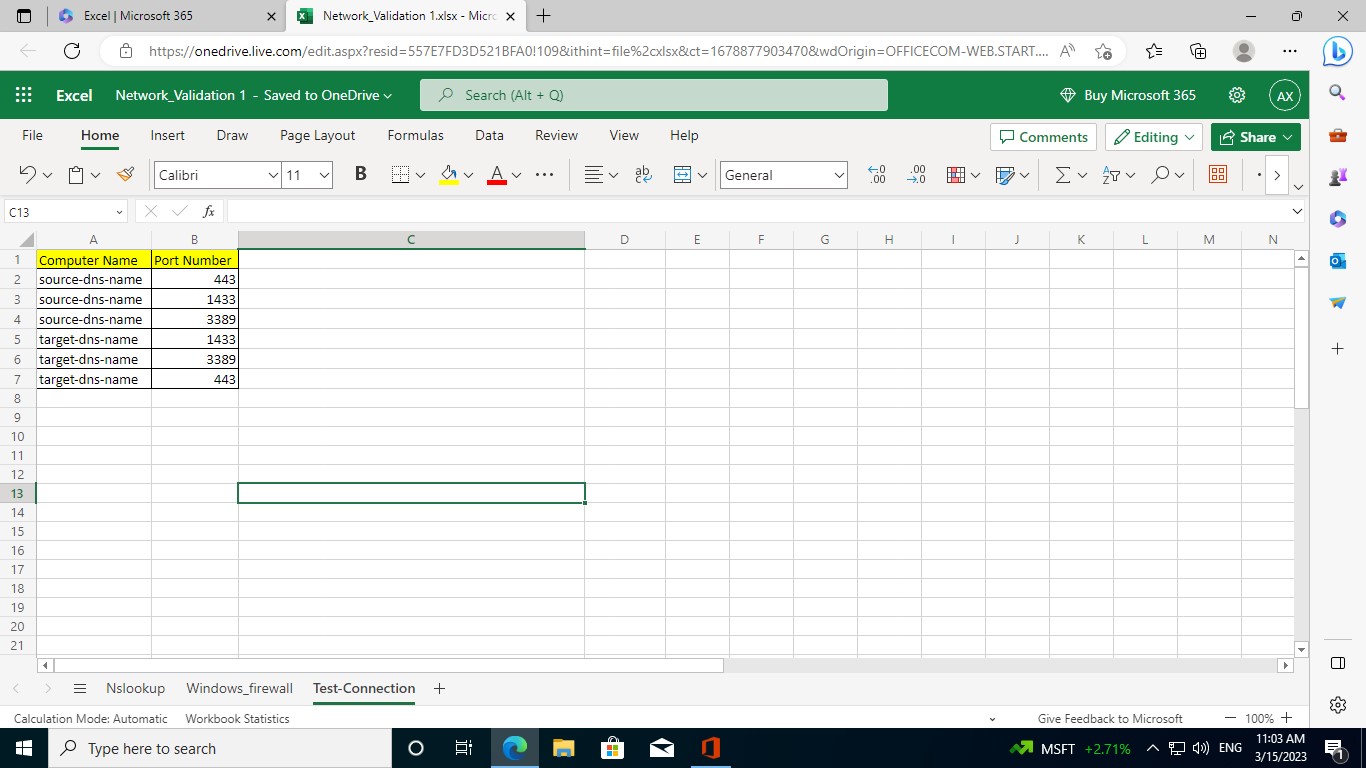 Excel | Microsoft 365
Network_Validation 1.xlsx - Micr
https://onedrive.live.com/edit.aspx?resid=557E7FD3D521BFA0!109&ithint=file%2cxlsx&ct=1678877903470&wdOrigin=OFFICECOM-WEB.START....
Excel Network_Validation 1 - Saved to OneDrive Search (Alt + Q) Buy Microsoft 365 AX
File Home Insert Draw Page Layout Formulas Data Review View Help Comments Editing Share
Calibri 11 B A ab General .00 .00
C13 fx
A B C D E F G H I J K L M N
1 Computer Name Port Number
2 source-dns-name 443
3 source-dns-name 1433
4 source-dns-name 3389
5 target-dns-name 1433
6 target-dns-name 3389
7 target-dns-name 443
8
9
10
11
12
13
14
15
16
17
18
19
20
21
Nslookup Windows_firewall Test-Connection
Calculation Mode: Automatic Workbook Statistics Give Feedback to Microsoft 100%
Type here to search MSFT +2.71% ENG 11:03 AM
3/15/2023 1